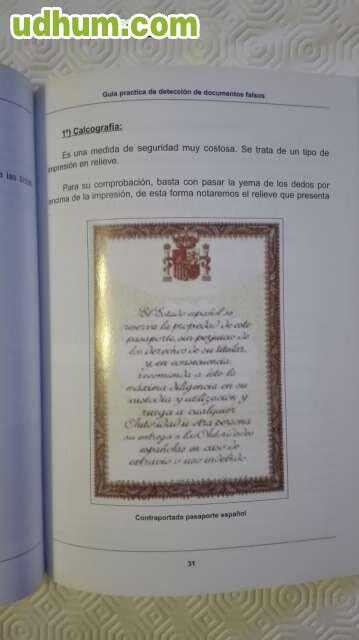 udhum.com
Guía practica de detección de documentos falsos
1º) Calcografía:
Es una medida de seguridad muy costosa. Se trata de un tipo de
impresión en relieve.
Para su comprobación, basta con pasar la yema de los dedos por
encima de la impresión, de esta forma notaremos el relieve que presenta
El Estado español se
reserva la propiedad de este
pasaporte, sin perjuicio de
los derechos de su titular,
y, en consecuencia,
recomienda a éste la
máxima diligencia en su
custodia y utilización, y
ruega a cualquier
Autoridad u otra persona
su entrega a las Autoridades
españolas en caso de
extravío o uso indebido.
Contraportada pasaporte español
31